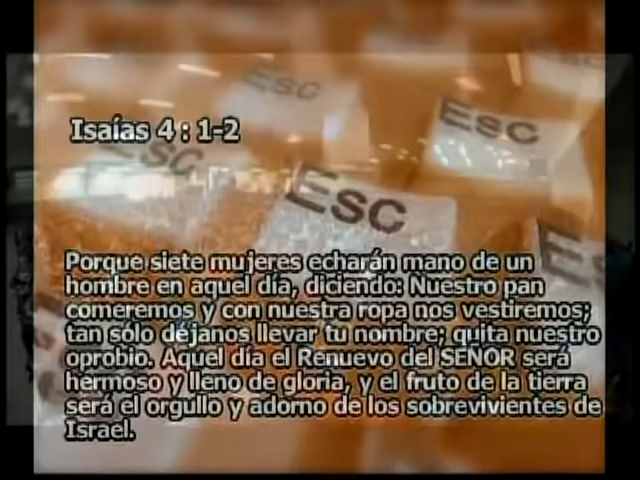 Esc
Esc
Isaías 4 : 1-2
Esc
Esc
Es
Porque siete mujeres echarán mano de un
hombre en aquel día, diciendo: Nuestro pan
comeremos y con nuestra ropa nos vestiremos;
tan sólo déjanos llevar tu nombre; quita nuestro
oprobio. Aquel día el Renuevo del SEÑOR será
hermoso y lleno de gloria, y el fruto de la tierra
será el orgullo y adorno de los sobrevivientes de
Israel.